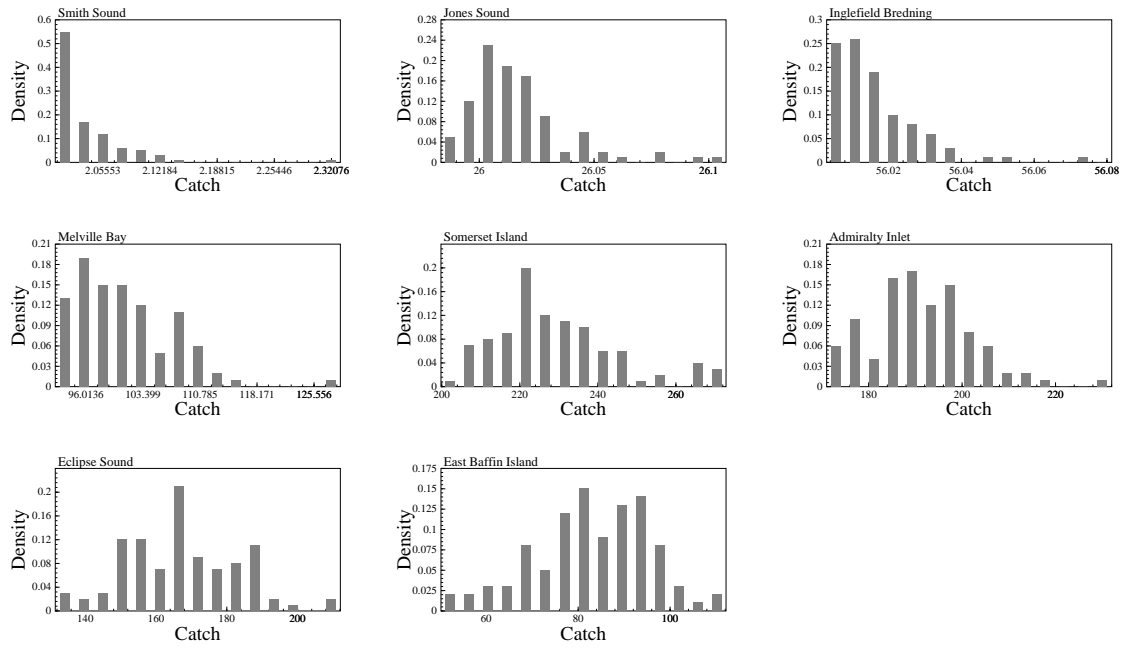 Smith Sound
0.6
0.5
0.4
0.3
0.2
0.1
0
Density
2.05553 2.12184 2.18815 2.25446 2.32076
Catch
Jones Sound
0.28
0.24
0.2
0.16
0.12
0.08
0.04
0
Density
26 26.05 26.1
Catch
Inglefield Bredning
0.3
0.25
0.2
0.15
0.1
0.05
0
Density
56.02 56.04 56.06 56.08
Catch
Melville Bay
0.21
0.18
0.15
0.12
0.09
0.06
0.03
0
Density
96.0136 103.399 110.785 118.171 125.556
Catch
Somerset Island
0.2
0.16
0.12
0.08
0.04
0
Density
200 220 240 260
Catch
Admiralty Inlet
0.21
0.18
0.15
0.12
0.09
0.06
0.03
0
Density
180 200 220
Catch
Eclipse Sound
0.2
0.16
0.12
0.08
0.04
0
Density
140 160 180 200
Catch
East Baffin Island
0.175
0.15
0.125
0.1
0.075
0.05
0.025
0
Density
60 80 100
Catch